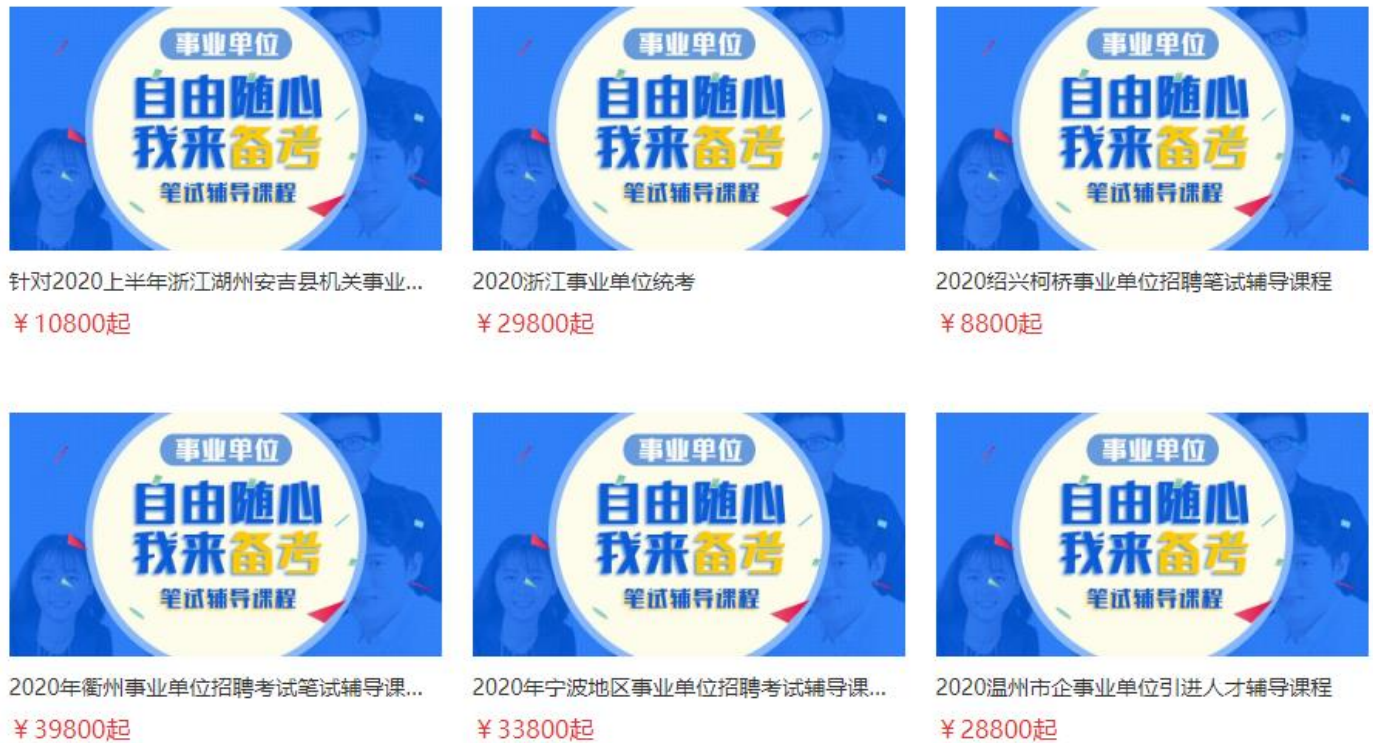 事业单位
自由随心
我来备考
笔试辅导课程
事业单位
自由随心
我来备考
笔试辅导课程
事业单位
自由随心
我来备考
笔试辅导课程
针对2020上半年浙江湖州安吉县机关事业...
2020浙江事业单位统考
2020绍兴柯桥事业单位招聘笔试辅导课程
￥10800起
￥29800起
￥8800起
事业单位
自由随心
我来备考
笔试辅导课程
事业单位
自由随心
我来备考
笔试辅导课程
事业单位
自由随心
我来备考
笔试辅导课程
2020年衢州事业单位招聘考试笔试辅导课...
2020年宁波地区事业单位招聘考试辅导课...
2020温州市企事业单位引进人才辅导课程
￥39800起
￥33800起
￥28800起